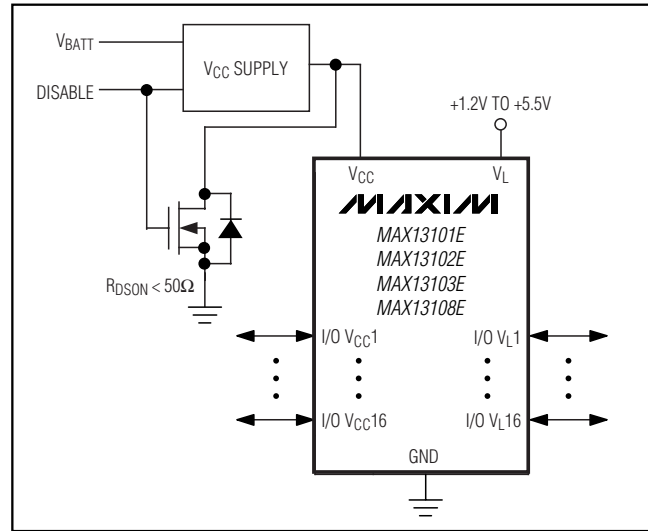 VBATT
VCC SUPPLY
DISABLE
+1.2V TO +5.5V
VCC
VL
MAXIM
MAX13101E
MAX13102E
MAX13103E
MAX13108E
RDSON < 50Ω
I/O VCC1
I/O VL1
I/O VCC16
I/O VL16
GND